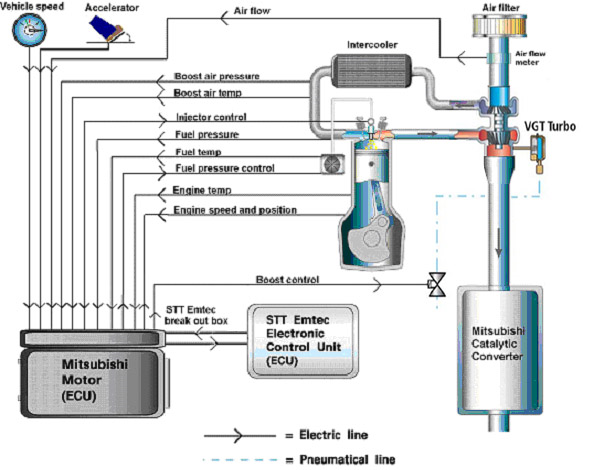 Vehicle speed
Accelerator
Air flow
Air filter
Intercooler
Air flow
meter
Boost air pressure
Boost air temp
Injector control
VGT Turbo
Fuel pressure
Fuel temp
Fuel pressure control
Engine temp
Engine speed and position
Boost control
STT Emtec
break out box
STT Emtec
Electronic
Control Unit
(ECU)
Mitsubishi
Catalytic
Converter
Mitsubishi
Motor
(ECU)
= Electric line
= Pneumatical line